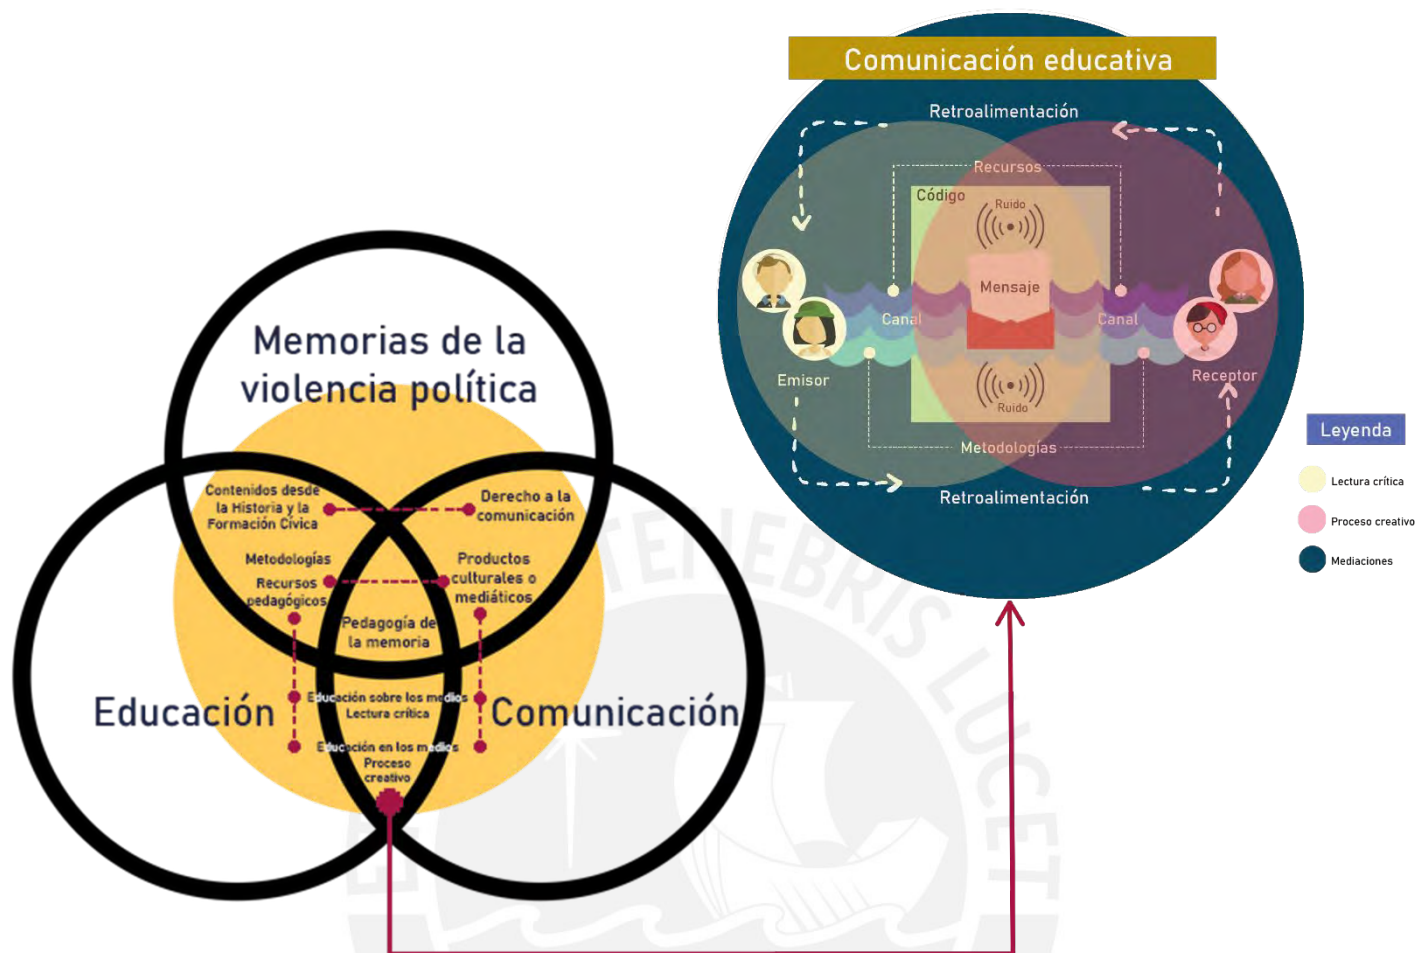 Comunicación educativa
Retroalimentación
Recursos
Código
Ruido
Mensaje
Canal
Canal
Emisor
Receptor
Ruido
Metodologías
Retroalimentación
Leyenda
Lectura crítica
Proceso creativo
Mediaciones
Memorias de la
violencia política
Contenidos desde
la Historia y la
Formación Cívica
Derecho a la
comunicación
Metodologías
Recursos
pedagógicos
Productos
culturales o
mediáticos
Pedagogía de
la memoria
Educación
Comunicación
Educación sobre los medios
Lectura crítica
Educación en los medios
Proceso
creativo
E
TENEBRIS LUCET